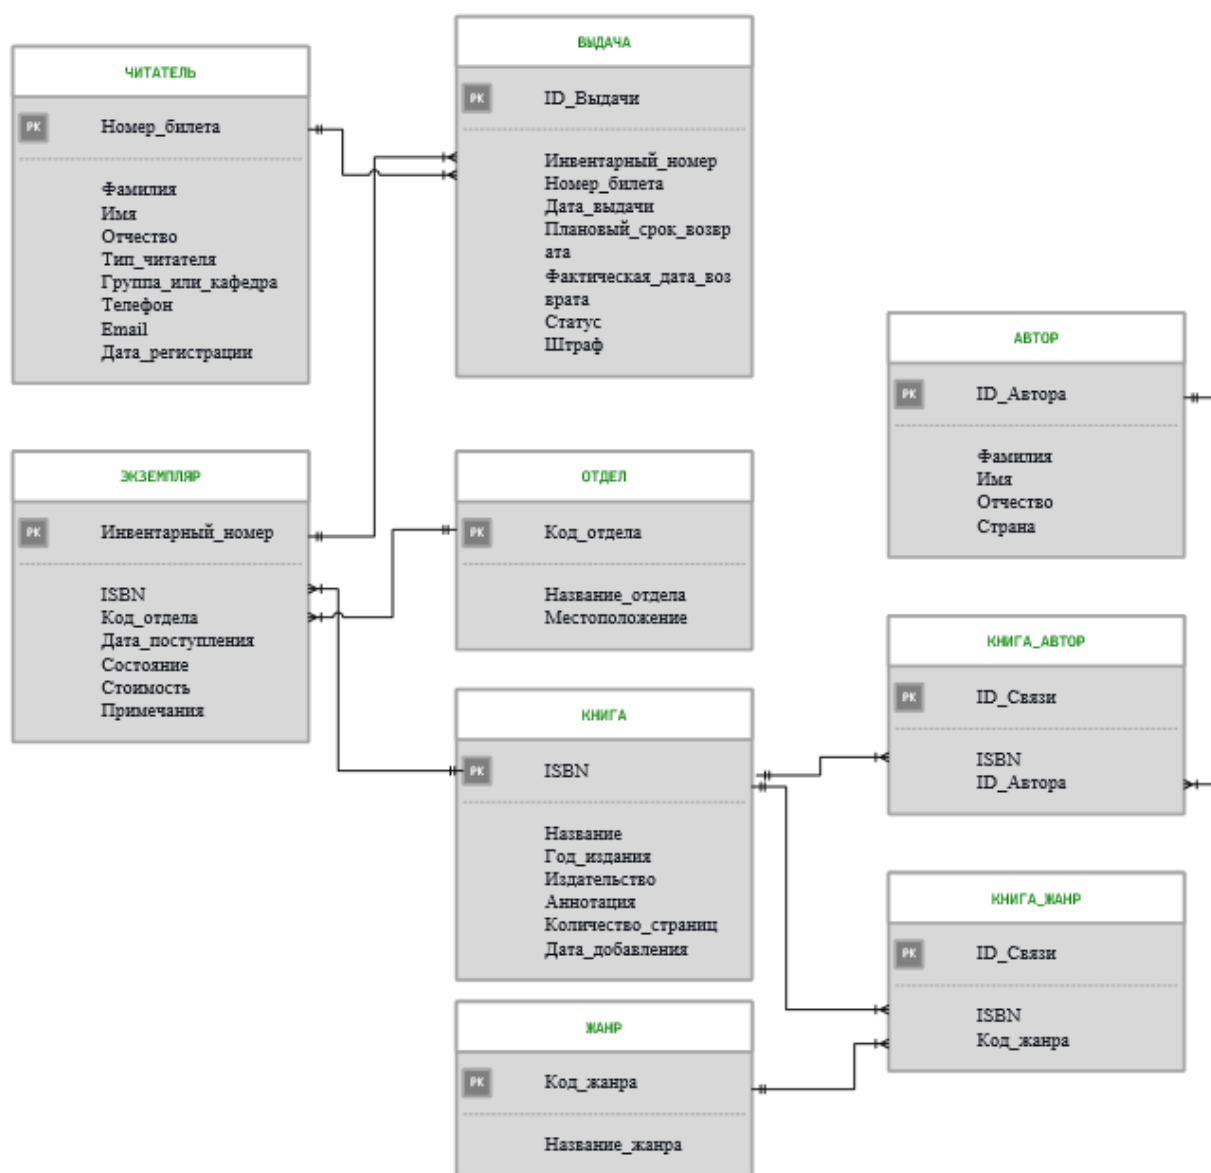 ЧИТАТЕЛЬ
PK
Номер_билета
Фамилия
Имя
Отчество
Тип_читателя
Группа_или_кафедра
Телефон
Email
Дата_регистрации
ВЫДАЧА
PK
ID_Выдачи
Инвентарный_номер
Номер_билета
Дата_выдачи
Плановый_срок_возвр
ата
Фактическая_дата_воз
врата
Статус
Штраф
АВТОР
PK
ID_Автора
Фамилия
Имя
Отчество
Страна
ЭКЗЕМПЛЯР
PK
Инвентарный_номер
ISBN
Код_отдела
Дата_поступления
Состояние
Стоимость
Примечания
ОТДЕЛ
PK
Код_отдела
Название_отдела
Местоположение
КНИГА_АВТОР
PK
ID_Связи
ISBN
ID_Автора
КНИГА
PK
ISBN
Название
Год_издания
Издательство
Аннотация
Количество_страниц
Дата_добавления
КНИГА_ЖАНР
PK
ID_Связи
ISBN
Код_жанра
ЖАНР
PK
Код_жанра
Название_жанра